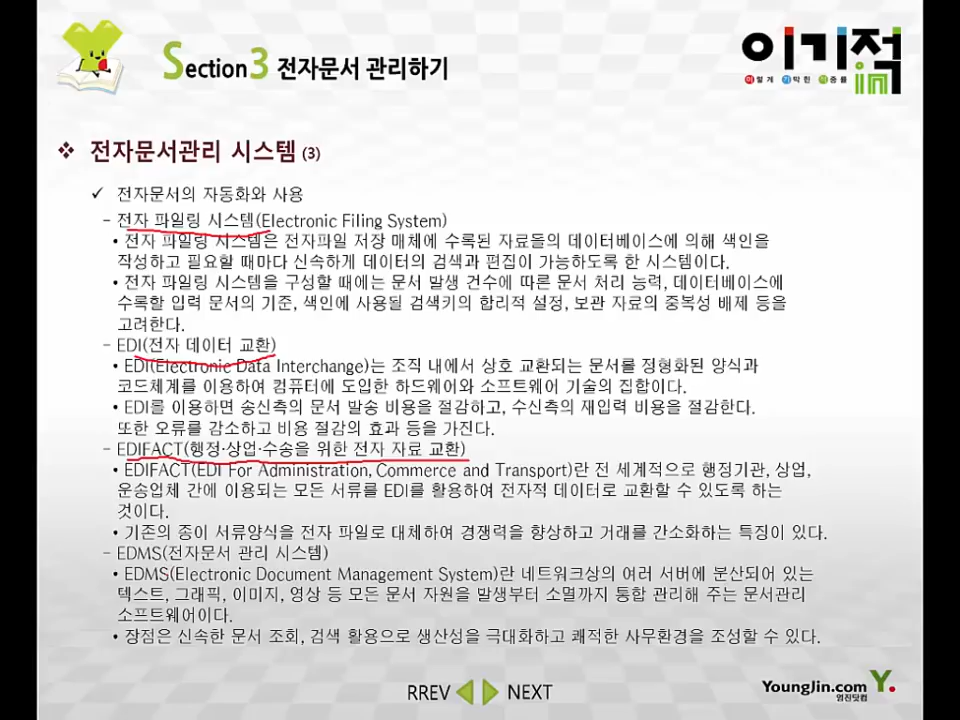 Section3 전자문서 관리하기
이기적in
이렇게 기막힌 적중률
❖ 전자문서관리 시스템 (3)
✓ 전자문서의 자동화와 사용
– 전자 파일링 시스템(Electronic Filing System)
• 전자 파일링 시스템은 전자파일 저장 매체에 수록된 자료들의 데이터베이스에 의해 색인을
작성하고 필요할 때마다 신속하게 데이터의 검색과 편집이 가능하도록 한 시스템이다.
• 전자 파일링 시스템을 구성할 때에는 문서 발생 건수에 따른 문서 처리 능력, 데이터베이스에
수록할 입력 문서의 기준, 색인에 사용될 검색키의 합리적 설정, 보관 자료의 중복성 배제 등을
고려한다.
– EDI(전자 데이터 교환)
• EDI(Electronic Data Interchange)는 조직 내에서 상호 교환되는 문서를 정형화된 양식과
코드체계를 이용하여 컴퓨터에 도입한 하드웨어와 소프트웨어 기술의 집합이다.
• EDI를 이용하면 송신측의 문서 발송 비용을 절감하고, 수신측의 재입력 비용을 절감한다.
또한 오류를 감소하고 비용 절감의 효과 등을 가진다.
– EDIFACT(행정·상업·수송을 위한 전자 자료 교환)
• EDIFACT(EDI For Administration, Commerce and Transport)란 전 세계적으로 행정기관, 상업,
운송업체 간에 이용되는 모든 서류를 EDI를 활용하여 전자적 데이터로 교환할 수 있도록 하는
것이다.
• 기존의 종이 서류양식을 전자 파일로 대체하여 경쟁력을 향상하고 거래를 간소화하는 특징이 있다.
– EDMS(전자문서 관리 시스템)
• EDMS(Electronic Document Management System)란 네트워크상의 여러 서버에 분산되어 있는
텍스트, 그래픽, 이미지, 영상 등 모든 문서 자원을 발생부터 소멸까지 통합 관리해 주는 문서관리
소프트웨어이다.
• 장점은 신속한 문서 조회, 검색 활용으로 생산성을 극대화하고 쾌적한 사무환경을 조성할 수 있다.
RREV NEXT
YoungJin.com Y.
영진닷컴